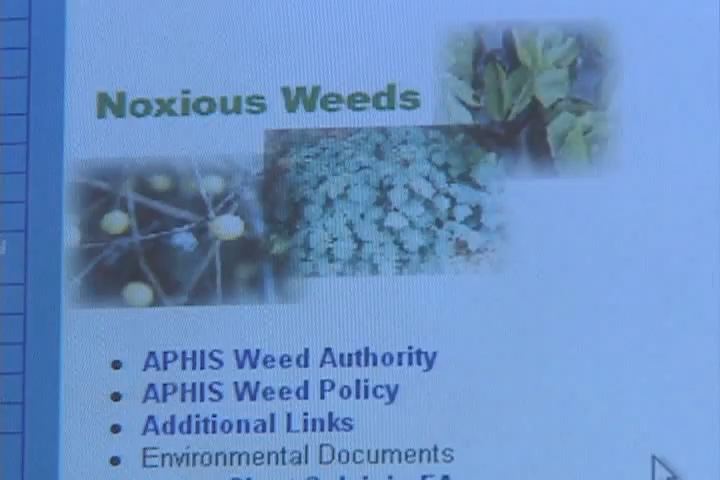 Noxious Weeds
APHIS Weed Authority
APHIS Weed Policy
Additional Links
Environmental Documents